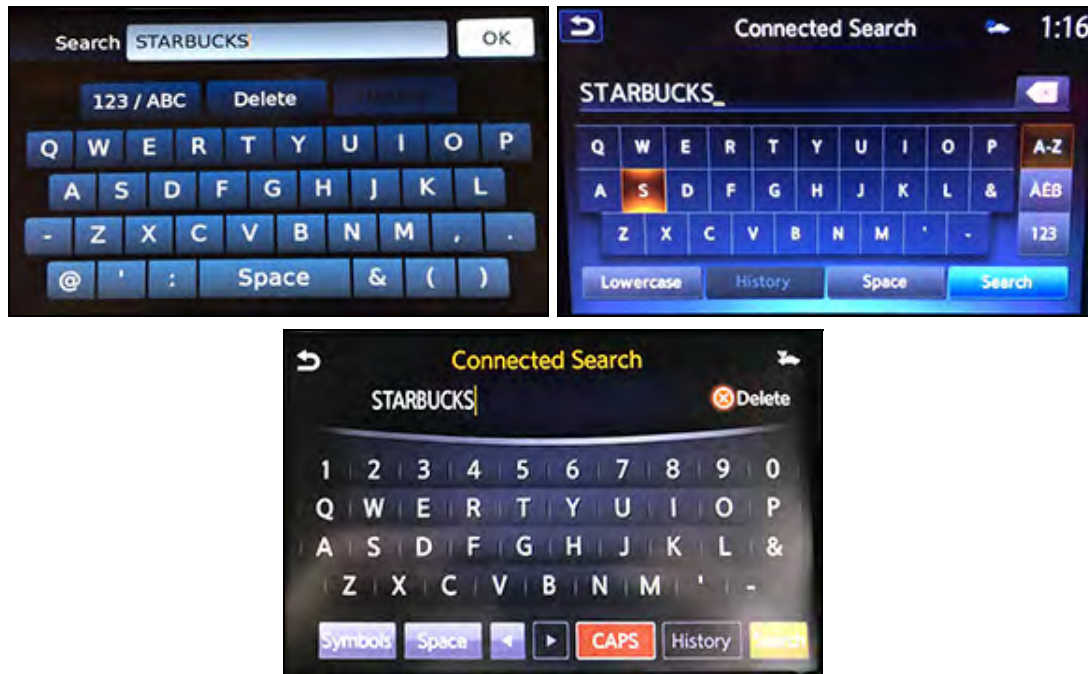 Search STARBUCKS OK
123 / ABC Delete
Q W E R T Y U I O P
A S D F G H J K L
- Z X C V B N M , .
@ ' : Space & ( )
Connected Search 1:16
STARBUCKS_
Q W E R T Y U I O P A-Z
A S D F G H J K L & ÀÉB
Z X C V B N M ' - 123
Lowercase History Space Search
Connected Search
STARBUCKS Delete
1 2 3 4 5 6 7 8 9 0
Q W E R T Y U I O P
A S D F G H J K L &
Z X C V B N M ' -
Symbols Space CAPS History Search